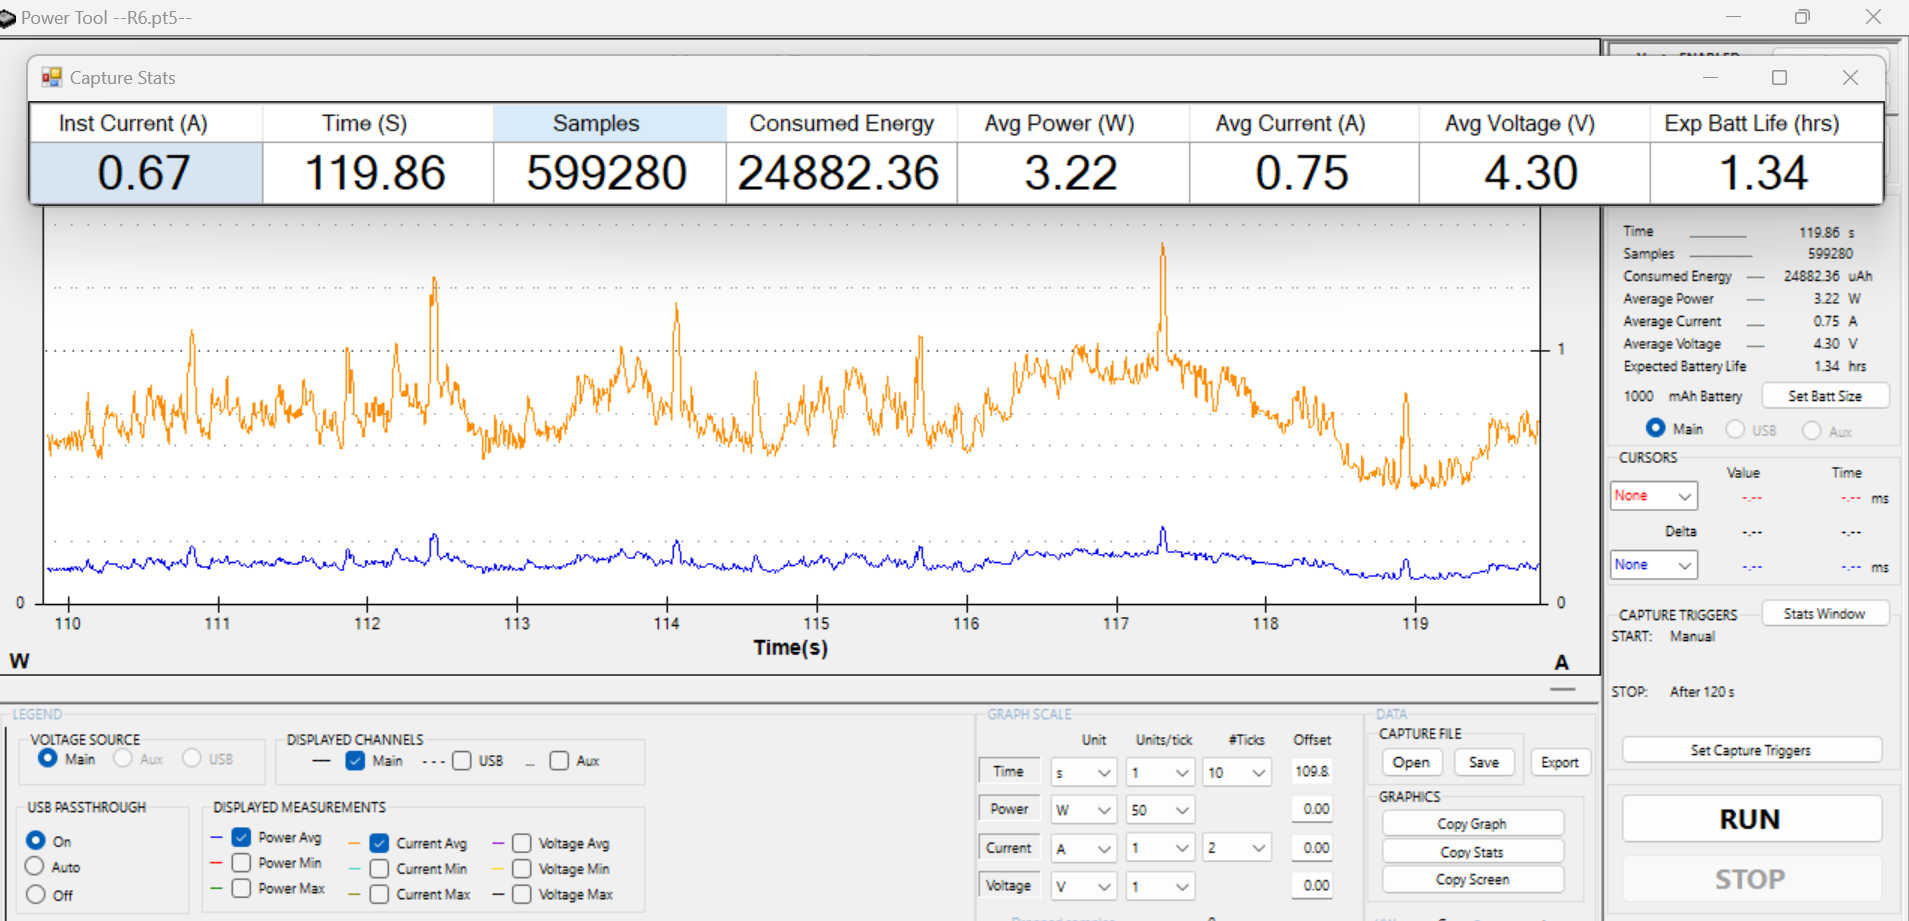 Power Tool --R6.pt5--
Capture Stats
Inst Current (A) Time (S) Samples Consumed Energy Avg Power (W) Avg Current (A) Avg Voltage (V) Exp Batt Life (hrs)
0.67 119.86 599280 24882.36 3.22 0.75 4.30 1.34
Time 119.86 s
Samples 599280
Consumed Energy 24882.36 uAh
Average Power 3.22 W
Average Current 0.75 A
Average Voltage 4.30 V
Expected Battery Life 1.34 hrs
1000 mAh Battery Set Batt Size
Main USB Aux
CURSORS
Value Time
None -.-- -.-- ms
Delta -.-- -.--
None -.-- -.-- ms
CAPTURE TRIGGERS Stats Window
START: Manual
STOP: After 120 s
Set Capture Triggers
RUN
STOP
1
0 0
110 111 112 113 114 115 116 117 118 119
Time(s)
W A
LEGEND
VOLTAGE SOURCE
Main Aux USB
DISPLAYED CHANNELS
Main USB Aux
USB PASSTHROUGH
On
Auto
Off
DISPLAYED MEASUREMENTS
Power Avg Current Avg Voltage Avg
Power Min Current Min Voltage Min
Power Max Current Max Voltage Max
GRAPH SCALE
Unit Units/tick #Ticks Offset
Time s 1 10 109.8
Power W 50 0.00
Current A 1 2 0.00
Voltage V 1 0.00
DATA
CAPTURE FILE
Open Save Export
GRAPHICS
Copy Graph
Copy Stats
Copy Screen